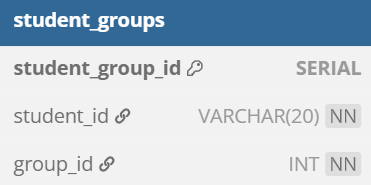 student_groups
student_group_id SERIAL
student_id VARCHAR(20) NN
group_id INT NN